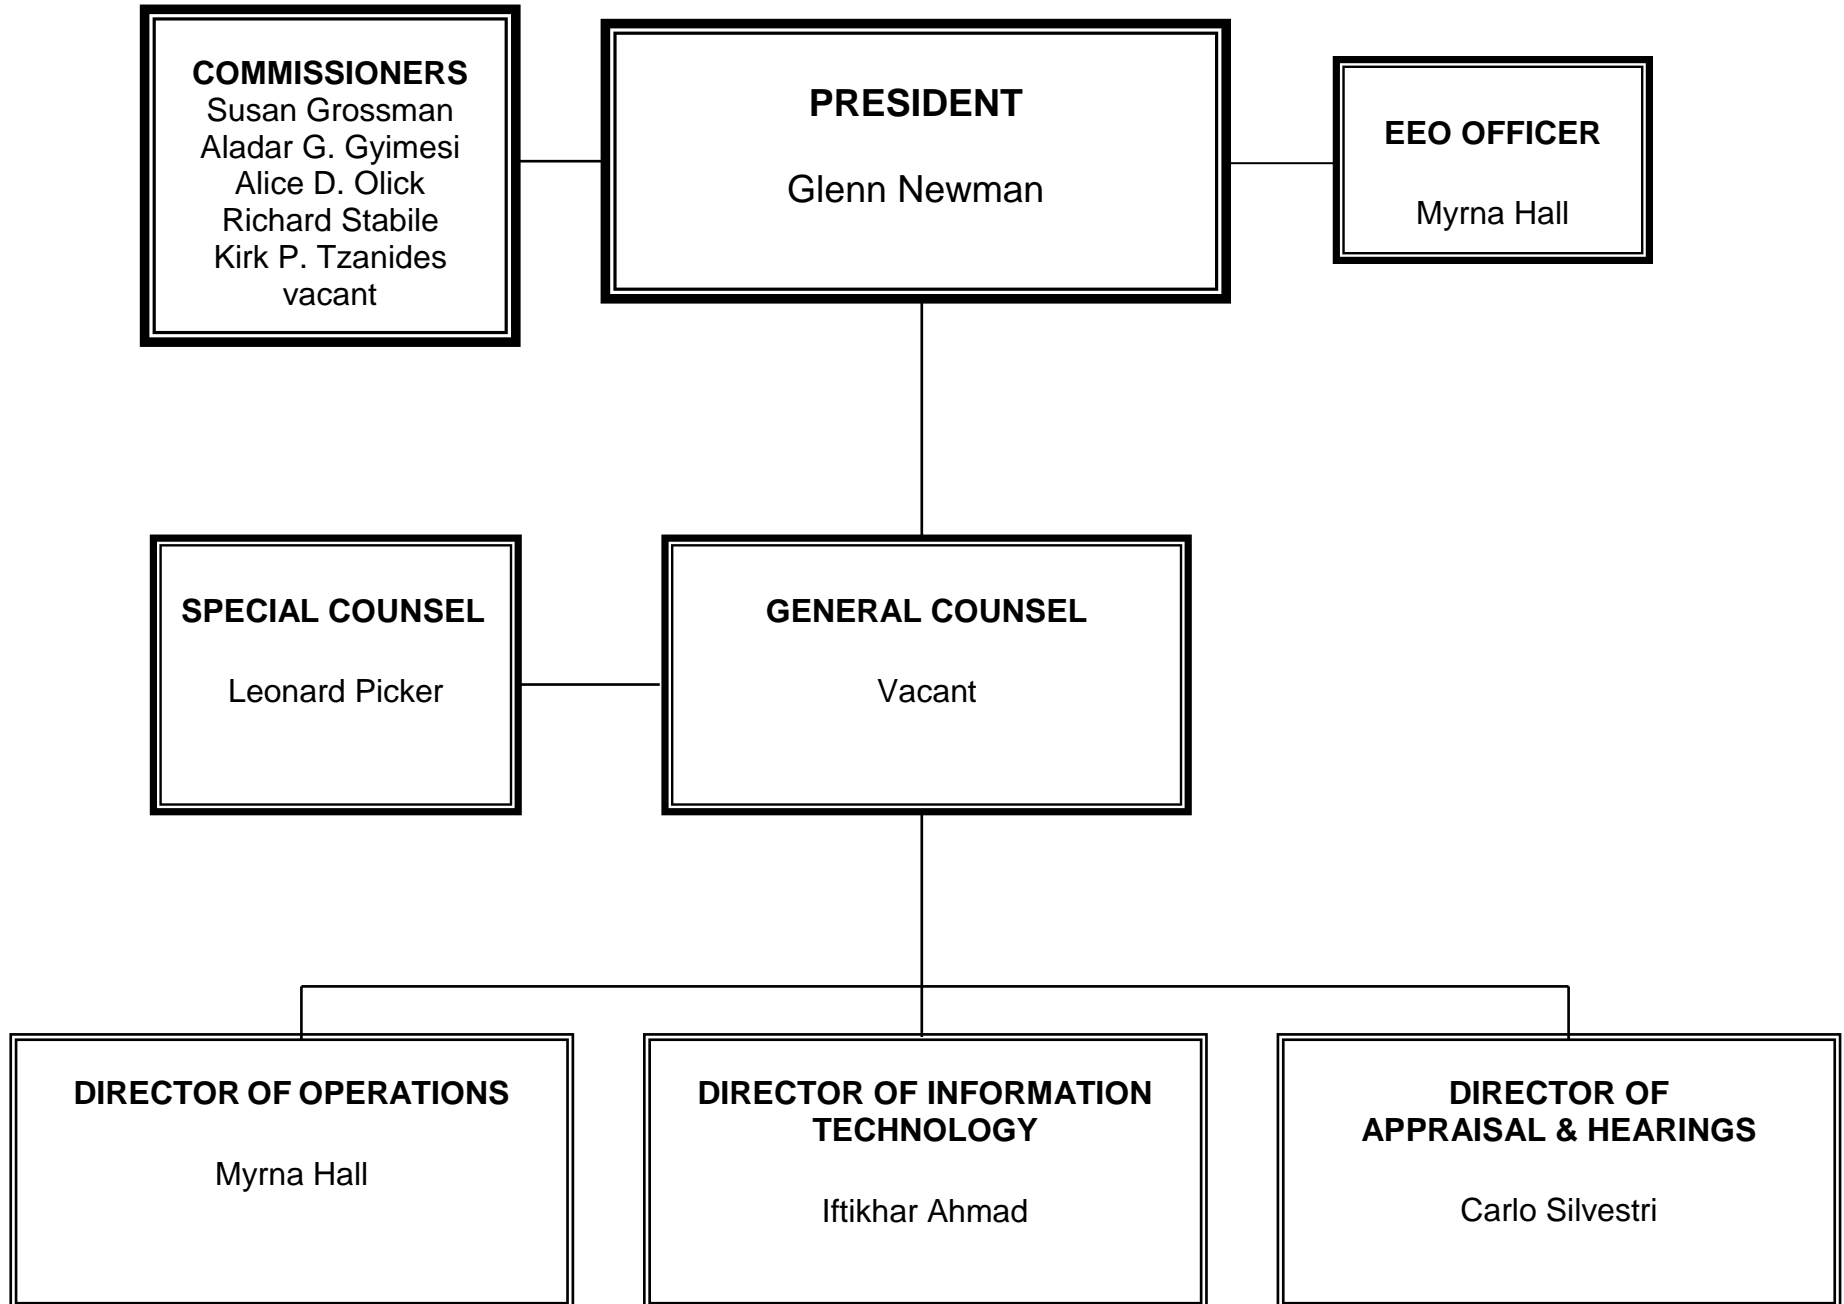 COMMISSIONERS
Susan Grossman
Aladar G. Gyimesi
Alice D. Olick
Richard Stabile
Kirk P. Tzanides
vacant
PRESIDENT
Glenn Newman
EEO OFFICER
Myrna Hall
SPECIAL COUNSEL
Leonard Picker
GENERAL COUNSEL
Vacant
DIRECTOR OF OPERATIONS
Myrna Hall
DIRECTOR OF INFORMATION
TECHNOLOGY
Iftikhar Ahmad
DIRECTOR OF
APPRAISAL & HEARINGS
Carlo Silvestri